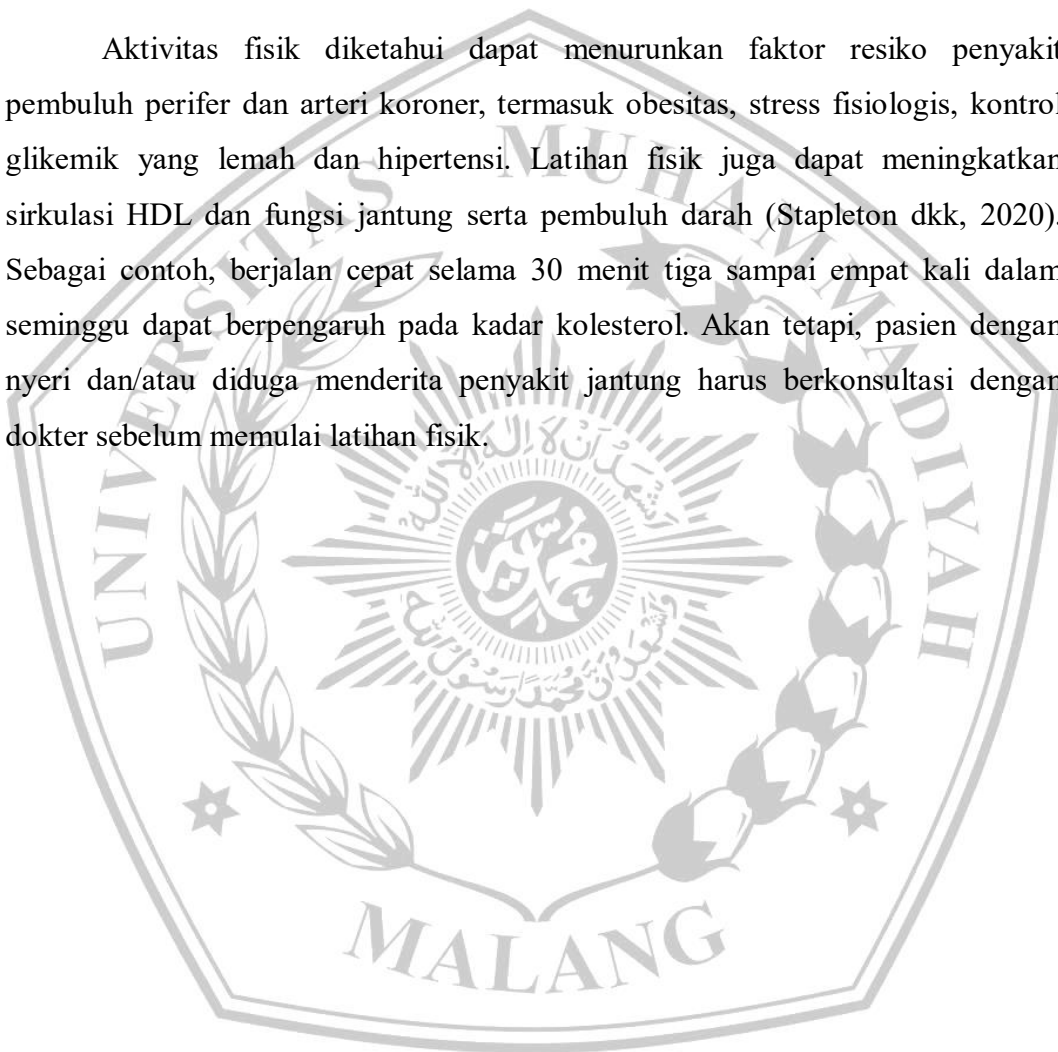 Aktivitas fisik diketahui dapat menurunkan faktor resiko penyakit
pembuluh perifer dan arteri koroner, termasuk obesitas, stress fisiologis, kontrol
glikemik yang lemah dan hipertensi. Latihan fisik juga dapat meningkatkan
sirkulasi HDL dan fungsi jantung serta pembuluh darah (Stapleton dkk, 2020).
Sebagai contoh, berjalan cepat selama 30 menit tiga sampai empat kali dalam
seminggu dapat berpengaruh pada kadar kolesterol. Akan tetapi, pasien dengan
nyeri dan/atau diduga menderita penyakit jantung harus berkonsultasi dengan
dokter sebelum memulai latihan fisik.
UNIVERSITAS MUHAMMADIYAH
MALANG